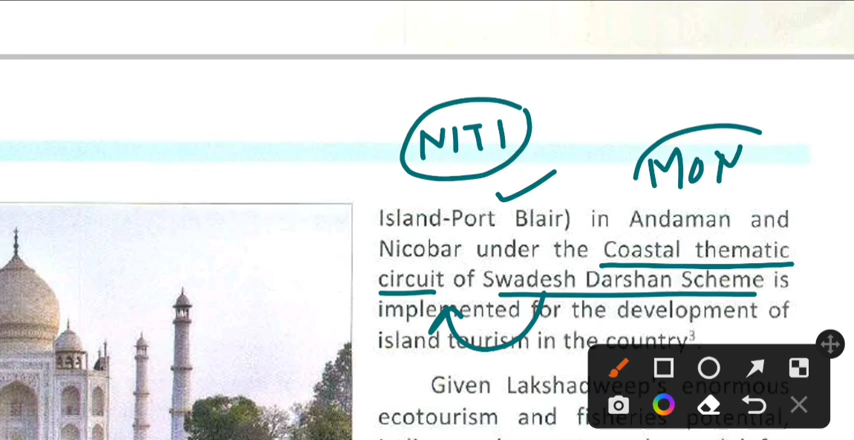 NITI
MON
Island-Port Blair) in Andaman and
Nicobar under the Coastal thematic
circuit of Swadesh Darshan Scheme is
implemented for the development of
island tourism in the country³.
Given Lakshadweep's enormous
ecotourism and fisheries potential,